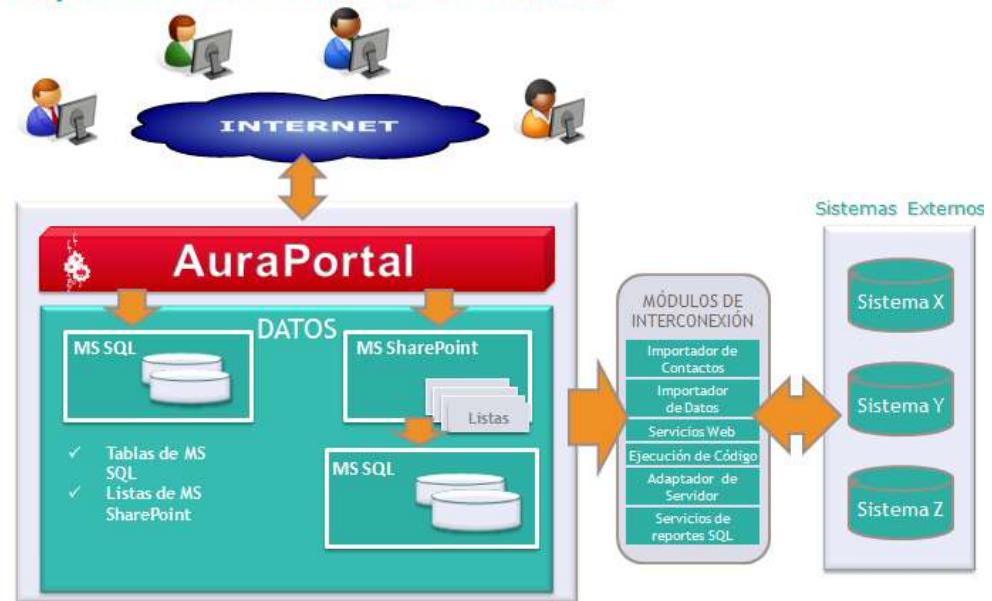 INTERNET
AuraPortal
DATOS
MS SQL
MS SharePoint
Listas
✓ Tablas de MS
SQL
✓ Listas de MS
SharePoint
MS SQL
MÓDULOS DE
INTERCONEXIÓN
Importador de
Contactos
Importador
de Datos
Servicios Web
Ejecución de Código
Adaptador de
Servidor
Servicios de
reportes SQL
Sistemas Externos
Sistema X
Sistema Y
Sistema Z